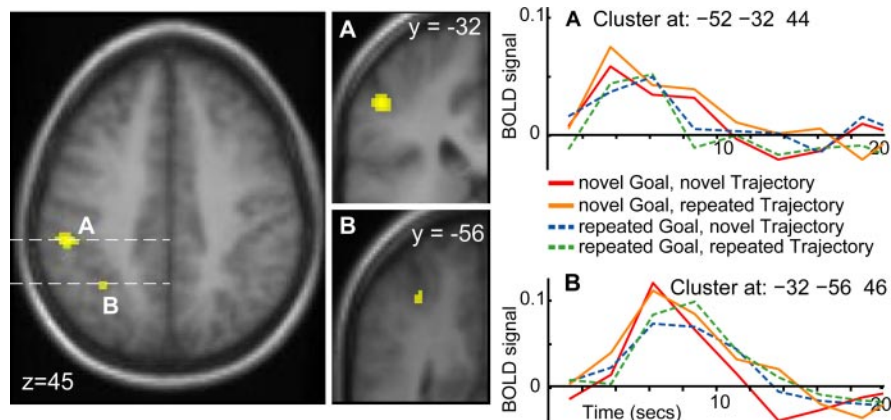 A
B
z=45
A
y = -32
B
y = -56
A Cluster at: −52 −32 44
0.1
BOLD signal
0
10
20
novel Goal, novel Trajectory
novel Goal, repeated Trajectory
repeated Goal, novel Trajectory
repeated Goal, repeated Trajectory
B Cluster at: −32 −56 46
0.1
BOLD signal
0
Time (secs)
10
20